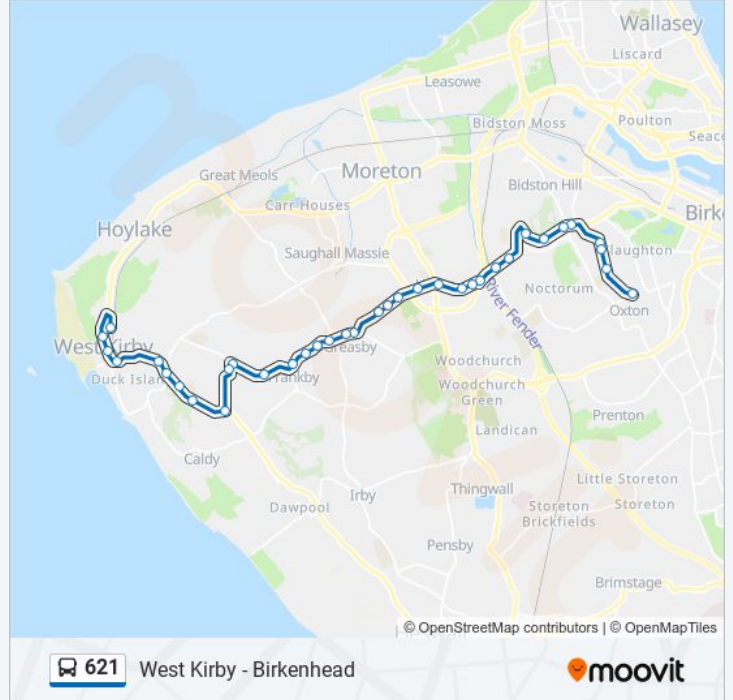 Wallasey
Liscard
Leasowe
Poulton
Bidston Moss
Seac
Moreton
Great Meols
Bidston Hill
Carr Houses
Birke
Hoylake
Saughall Massie
Claughton
Noctorum
River Fender
Oxton
West Kirby
Greasby
Woodchurch
Duck Islan
Frankby
Woodchurch
Green
Prenton
Landican
Caldy
Little Storeton
Thingwall
Irby
Dawpool
Storeton
Storeton
Brickfields
Pensby
Brimstage
© OpenStreetMap contributors | © OpenMapTiles
621 West Kirby - Birkenhead
moovit